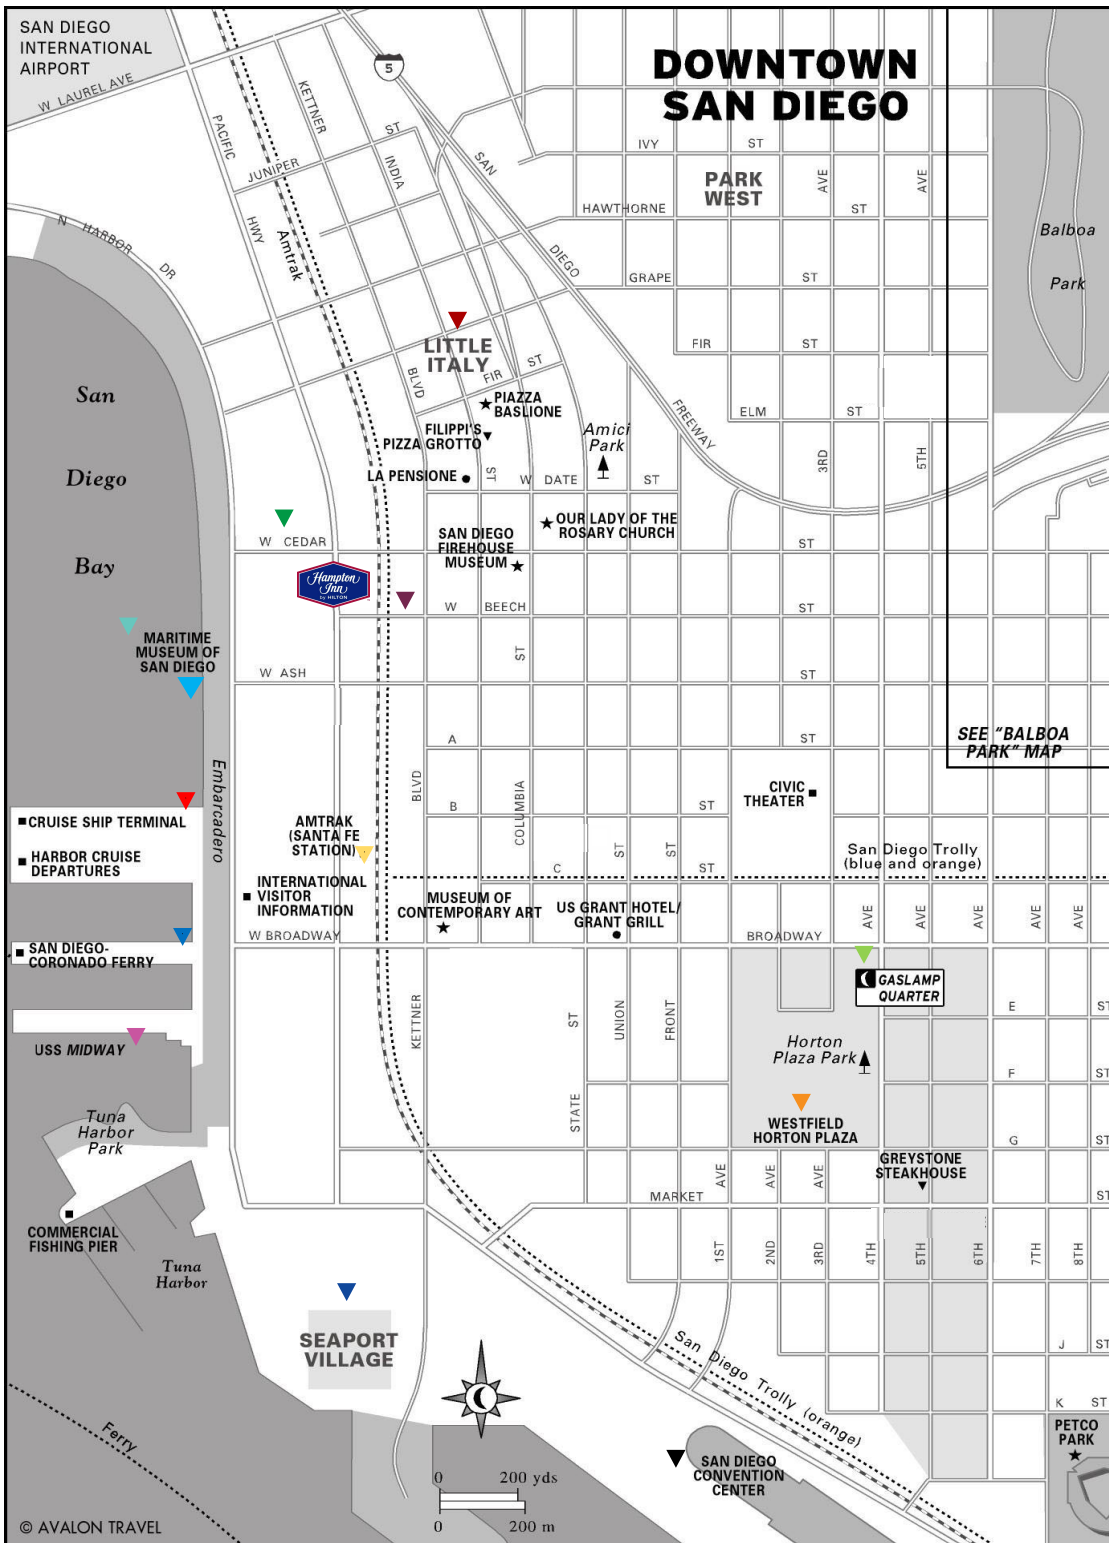 SAN DIEGO
INTERNATIONAL
AIRPORT
W LAUREL AVE
5
DOWNTOWN
SAN DIEGO
KETTNER
ST
PACIFIC
HWY
JUNIPER
INDIA
SAN
DIEGO
FREEWAY
IVY
ST
PARK
WEST
AVE
AVE
HAWTHORNE
ST
N HARBOR DR
Amtrak
Balboa
Park
GRAPE
ST
FIR
ST
LITTLE
ITALY
BLVD
FIR
ST
San
Diego
Bay
PIAZZA
BASLIONE
ELM
ST
FILIPPI'S
PIZZA GROTTO
Amici
Park
3RD
5TH
LA PENSIONE
ST
W DATE
ST
OUR LADY OF THE
ROSARY CHURCH
SAN DIEGO
FIREHOUSE
MUSEUM
W CEDAR
ST
Hampton
Inn
by HILTON
W BEECH
ST
MARITIME
MUSEUM OF
SAN DIEGO
W ASH
ST
ST
A
ST
SEE "BALBOA
PARK" MAP
Embarcadero
BLVD
COLUMBIA
B
ST
CIVIC
THEATER
CRUISE SHIP TERMINAL
HARBOR CRUISE
DEPARTURES
AMTRAK
(SANTA FE
STATION)
ST
ST
C
ST
San Diego Trolly
(blue and orange)
INTERNATIONAL
VISITOR
INFORMATION
MUSEUM OF
CONTEMPORARY ART
US GRANT HOTEL/
GRANT GRILL
AVE
AVE
AVE
AVE
AVE
W BROADWAY
BROADWAY
SAN DIEGO-
CORONADO FERRY
GASLAMP
QUARTER
KETTNER
ST
UNION
FRONT
E
ST
USS MIDWAY
Horton
Plaza Park
F
ST
Tuna
Harbor
Park
STATE
WESTFIELD
HORTON PLAZA
G
ST
GREYSTONE
STEAKHOUSE
AVE
AVE
AVE
MARKET
ST
COMMERCIAL
FISHING PIER
1ST
2ND
3RD
4TH
5TH
6TH
7TH
8TH
Tuna
Harbor
SEAPORT
VILLAGE
San Diego Trolly (orange)
J
ST
K
ST
Ferry
PETCO
PARK
SAN DIEGO
CONVENTION
CENTER
0 200 yds
0 200 m
© AVALON TRAVEL